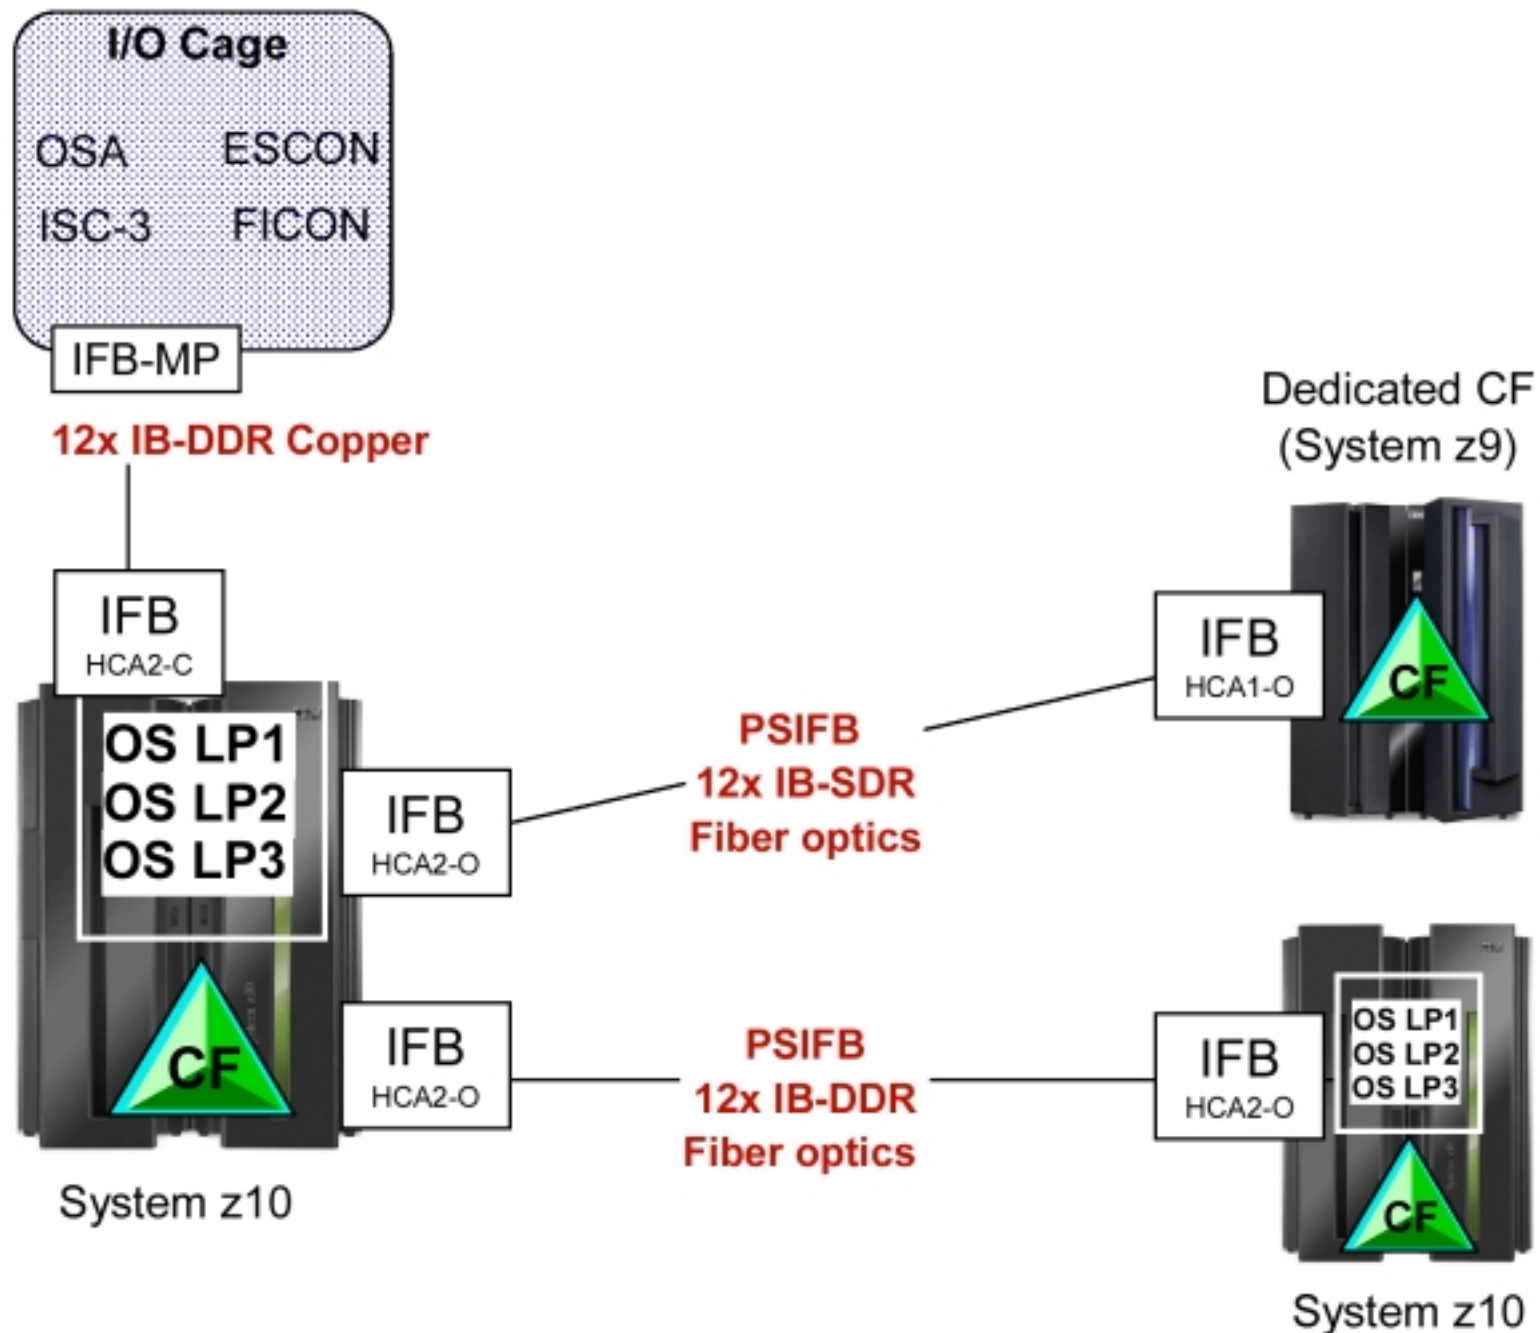 I/O Cage
OSA ESCON
ISC-3 FICON
IFB-MP
12x IB-DDR Copper
IFB
HCA2-C
OS LP1
OS LP2
OS LP3
IFB
HCA2-O
CF
IFB
HCA2-O
System z10
PSIFB
12x IB-SDR
Fiber optics
PSIFB
12x IB-DDR
Fiber optics
Dedicated CF
(System z9)
IFB
HCA1-O
CF
IFB
HCA2-O
OS LP1
OS LP2
OS LP3
CF
System z10